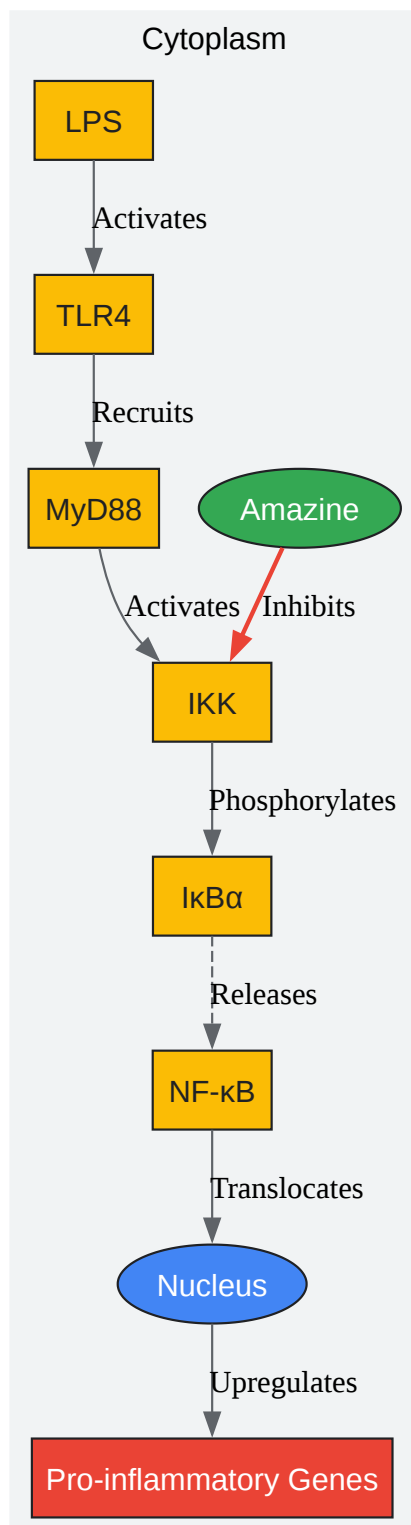 Cytoplasm
LPS
Activates
TLR4
Recruits
MyD88
Amazine
Activates
Inhibits
IKK
Phosphorylates
IκBα
Releases
NF-κB
Translocates
Nucleus
Upregulates
Pro-inflammatory Genes